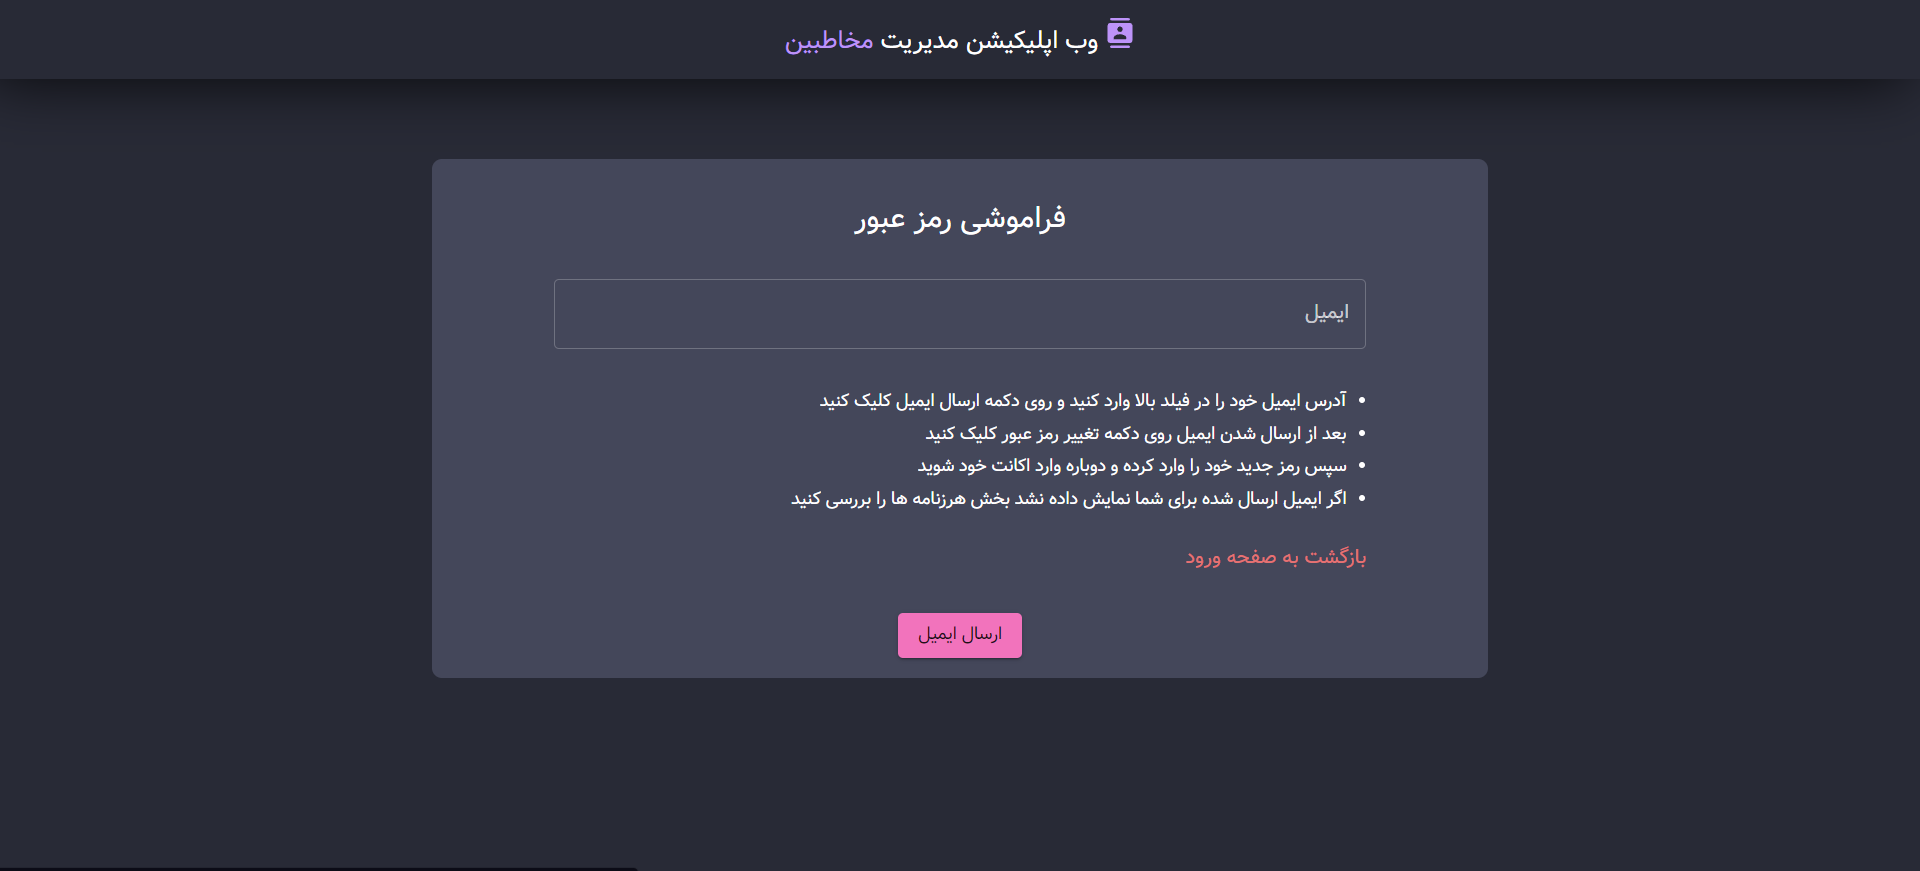 وب اپلیکیشن مدیریت مخاطبین
فراموشی رمز عبور
ایمیل
آدرس ایمیل خود را در فیلد بالا وارد کنید و روی دکمه ارسال ایمیل کلیک کنید
بعد از ارسال شدن ایمیل روی دکمه تغییر رمز عبور کلیک کنید
سپس رمز جدید خود را وارد کرده و دوباره وارد اکانت خود شوید
اگر ایمیل ارسال شده برای شما نمایش داده نشد بخش هرزنامه ها را بررسی کنید
بازگشت به صفحه ورود
ارسال ایمیل